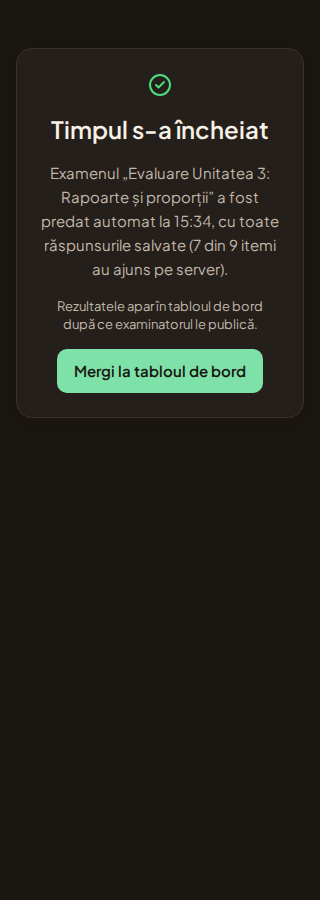 Timpul s-a încheiat
Examenul „Evaluare Unitatea 3:
Rapoarte și proporții” a fost
predat automat la 15:34, cu toate
răspunsurile salvate (7 din 9 itemi
au ajuns pe server).
Rezultatele apar în tabloul de bord
după ce examinatorul le publică.
Mergi la tabloul de bord